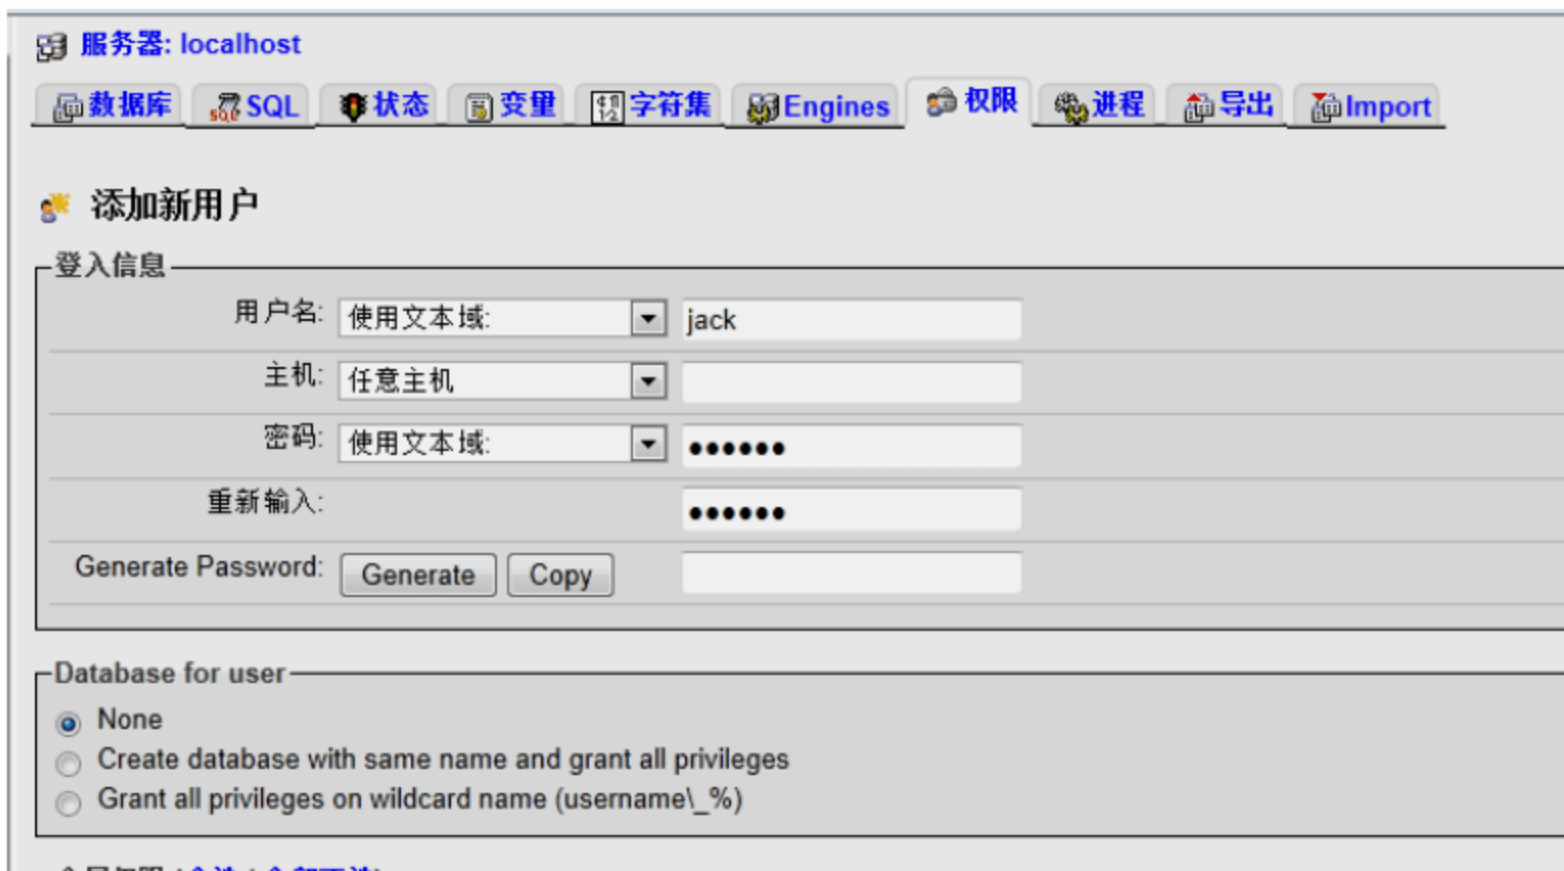 服务器: localhost
数据库 SQL 状态 变量 字符集 Engines 权限 进程 导出 Import
添加新用户
登入信息
用户名: 使用文本域: jack
主机: 任意主机
密码: 使用文本域: ••••••
重新输入: ••••••
Generate Password: Generate Copy
Database for user
None
Create database with same name and grant all privileges
Grant all privileges on wildcard name (username\_%)